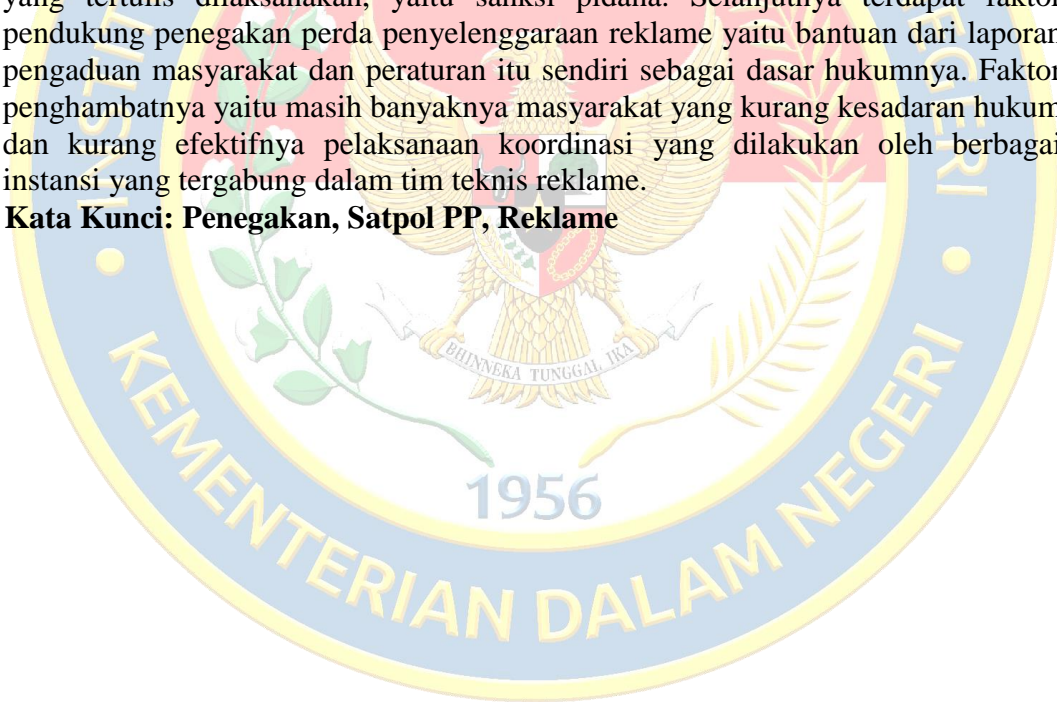 yang tertulis dilaksanakan, yaitu sanksi pidana. Selanjutnya terdapat faktor
pendukung penegakan perda penyelenggaraan reklame yaitu bantuan dari laporan
pengaduan masyarakat dan peraturan itu sendiri sebagai dasar hukumnya. Faktor
penghambatnya yaitu masih banyaknya masyarakat yang kurang kesadaran hukum
dan kurang efektifnya pelaksanaan koordinasi yang dilakukan oleh berbagai
instansi yang tergabung dalam tim teknis reklame.
Kata Kunci: Penegakan, Satpol PP, Reklame
INSTIT
EGERI
BHINNEKA TUNGGAL IKA
1956
KEMENTERIAN DALAM NEGERI